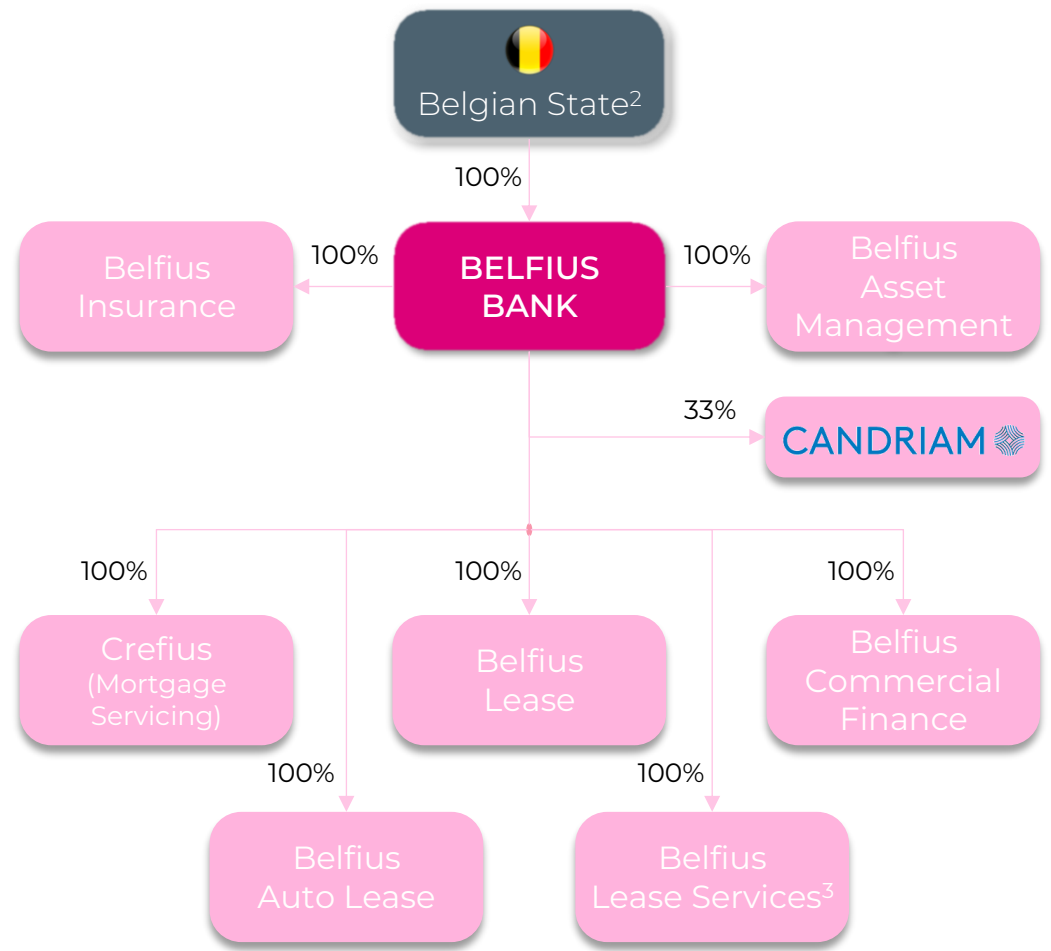 Belgian State²
100%
Belfius
Insurance
100%
BELFIUS
BANK
100%
Belfius
Asset
Management
33%
CANDRIAM
100%
100%
100%
Crefius
(Mortgage
Servicing)
Belfius
Lease
Belfius
Commercial
Finance
100%
100%
Belfius
Auto Lease
Belfius
Lease Services³